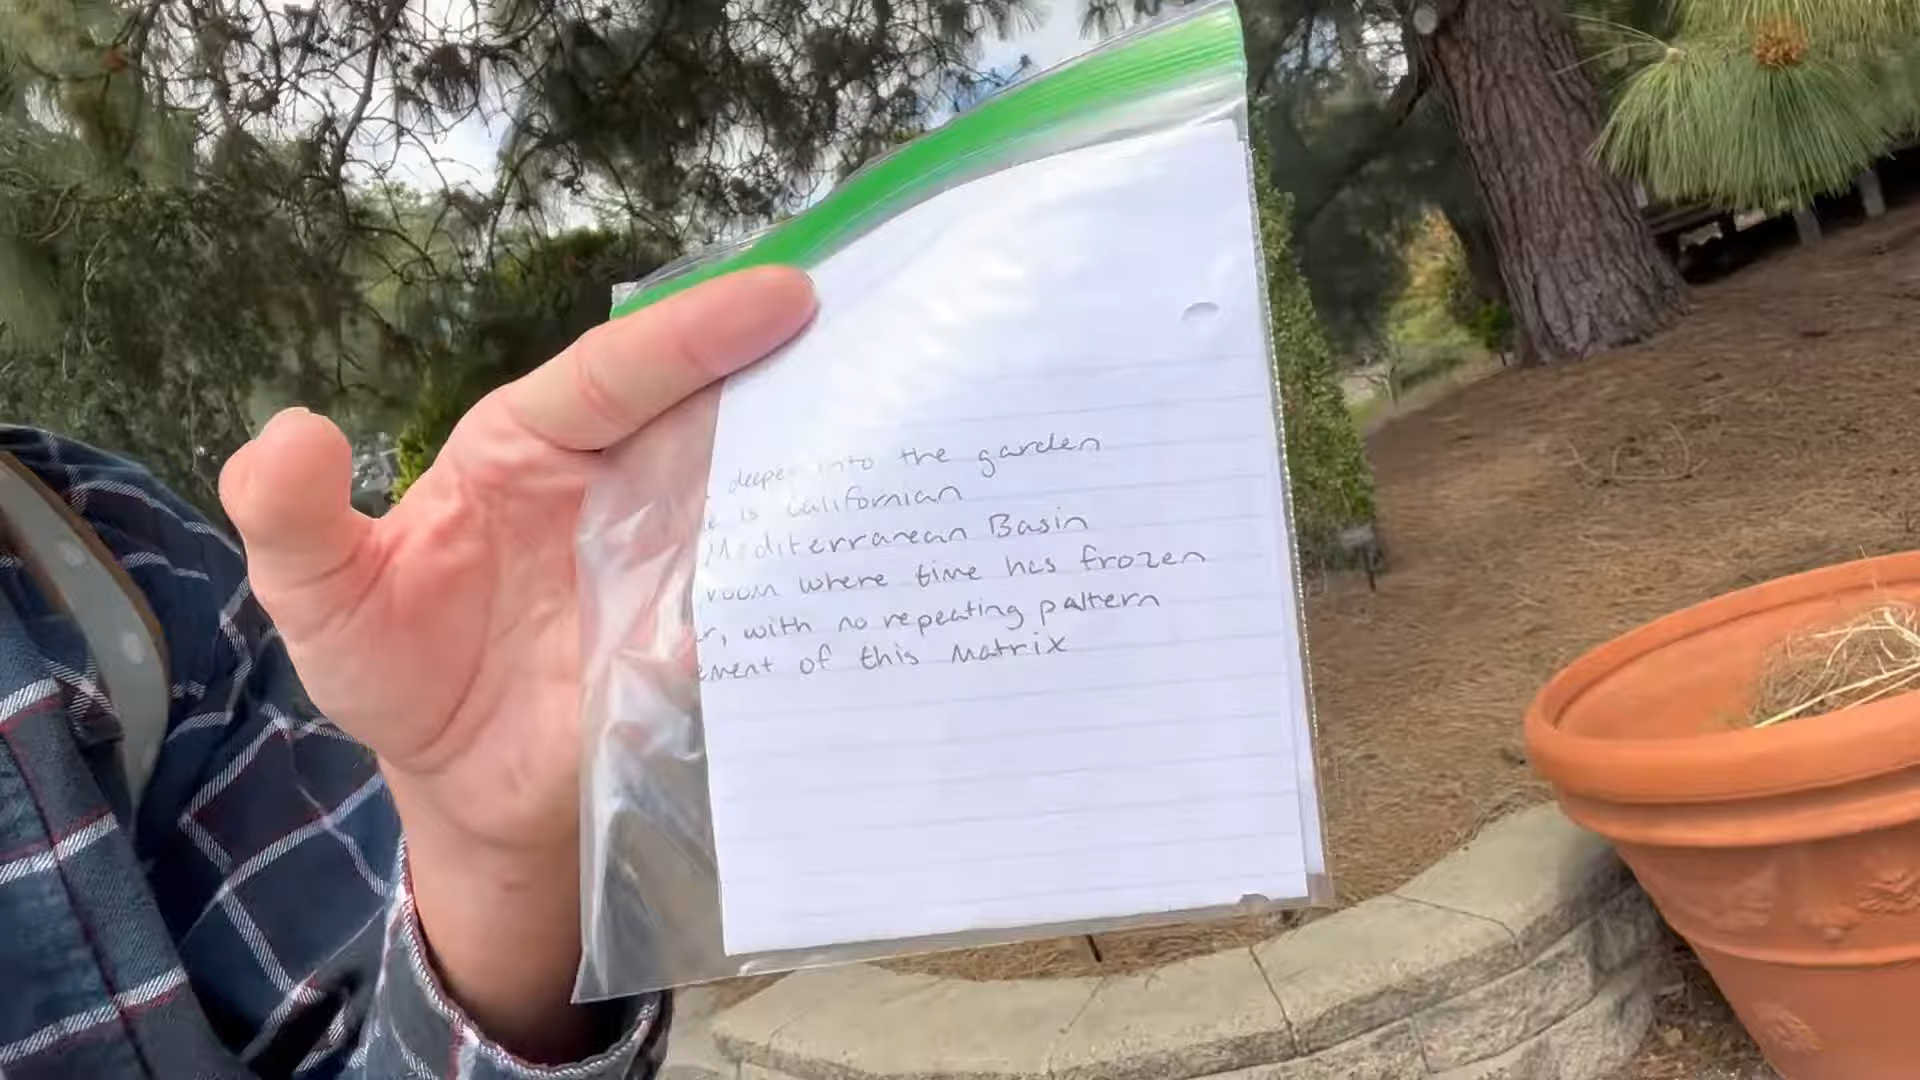 deeper into the garden
is Californian
Mediterranean Basin
room where time has frozen
with no repeating pattern
of this Matrix